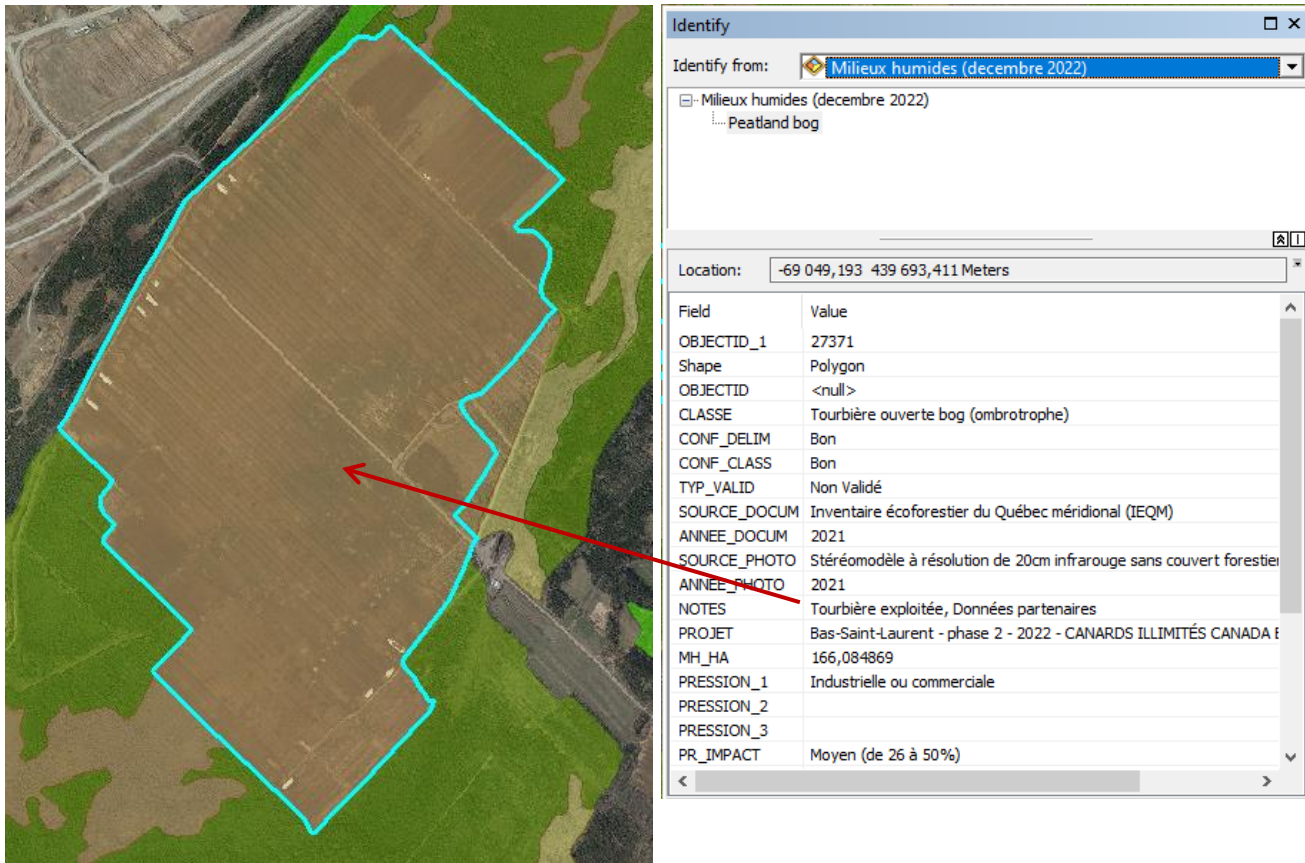 Identify
Identify from: Milieux humides (decembre 2022)
Milieux humides (decembre 2022)
Peatland bog
Location: -69 049,193 439 693,411 Meters
Field Value
OBJECTID_1 27371
Shape Polygon
OBJECTID <null>
CLASSE Tourbière ouverte bog (ombrotrophe)
CONF_DELIM Bon
CONF_CLASS Bon
TYP_VALID Non Validé
SOURCE_DOCUM Inventaire écoforestier du Québec méridional (IEQM)
ANNEE_DOCUM 2021
SOURCE_PHOTO Stéréomodèle à résolution de 20cm infrarouge sans couvert forestier
ANNEE_PHOTO 2021
NOTES Tourbière exploitée, Données partenaires
PROJET Bas-Saint-Laurent - phase 2 - 2022 - CANARDS ILLIMITÉS CANADA
MH_HA 166,084869
PRESSION_1 Industrielle ou commerciale
PRESSION_2
PRESSION_3
PR_IMPACT Moyen (de 26 à 50%)